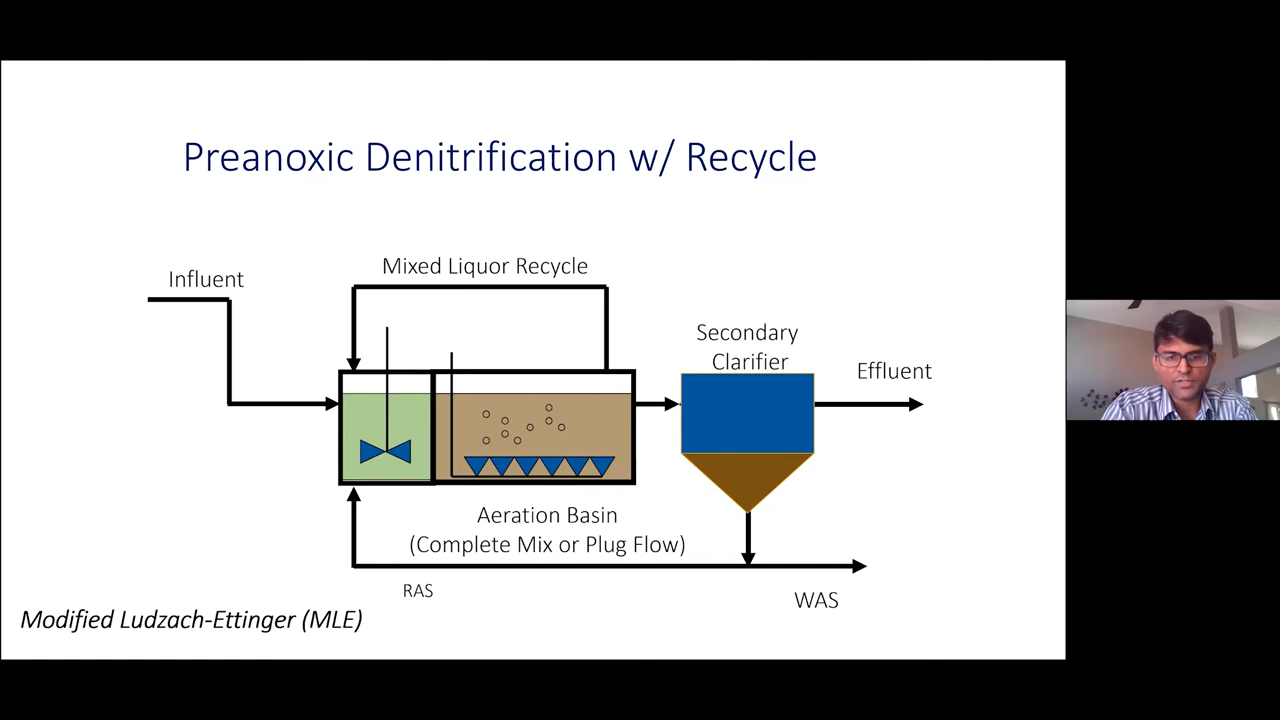 Preanoxic Denitrification w/ Recycle
Influent
Mixed Liquor Recycle
Secondary
Clarifier
Effluent
Aeration Basin
(Complete Mix or Plug Flow)
RAS
WAS
Modified Ludzach-Ettinger (MLE)